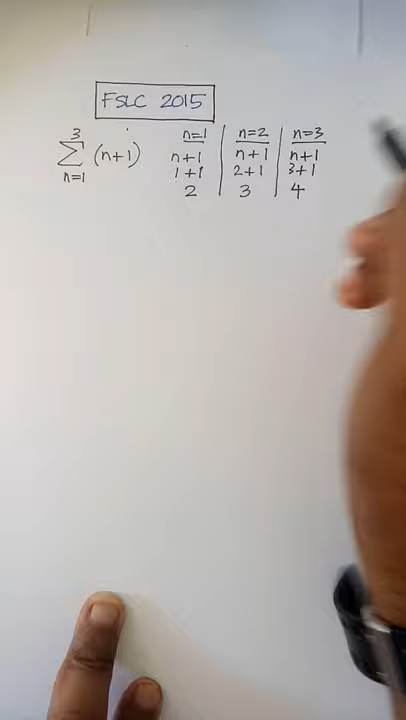 FSLC 2015
3
∑ (n+1)
n=1
n=1
n+1
1+1
2
n=2
n+1
2+1
3
n=3
n+1
3+1
4